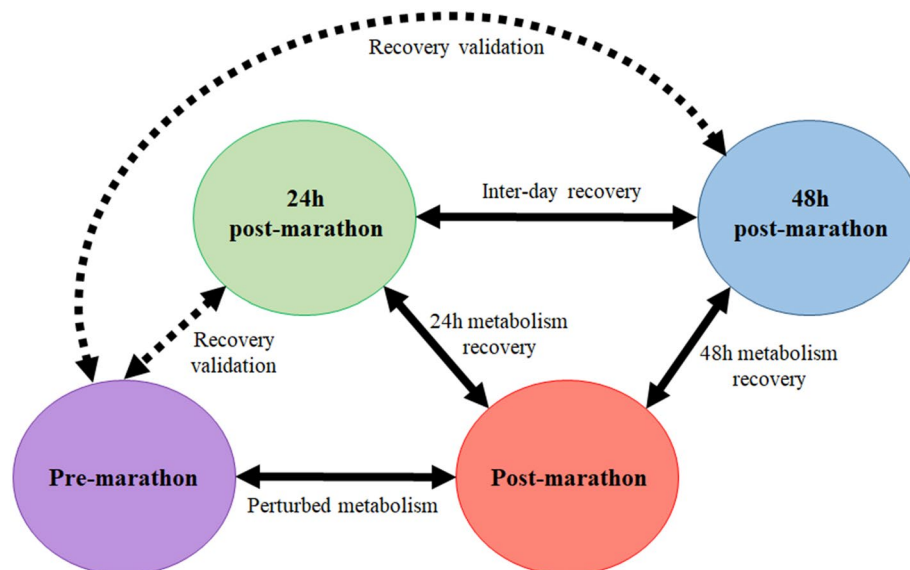 Recovery validation
24h
post-marathon
Inter-day recovery
48h
post-marathon
24h metabolism
recovery
Recovery
validation
48h metabolism
recovery
Pre-marathon
Perturbed metabolism
Post-marathon